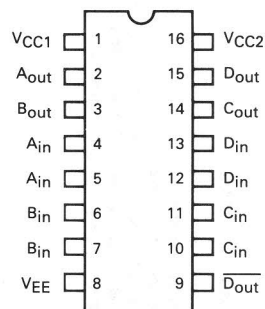 VCC1 1 16 VCC2
Aout 2 15 Dout
Bout 3 14 Cout
Ain 4 13 Din
Ain 5 12 Din
Bin 6 11 Cin
Bin 7 10 Cin
VEE 8 9 D̅o̅u̅t̅